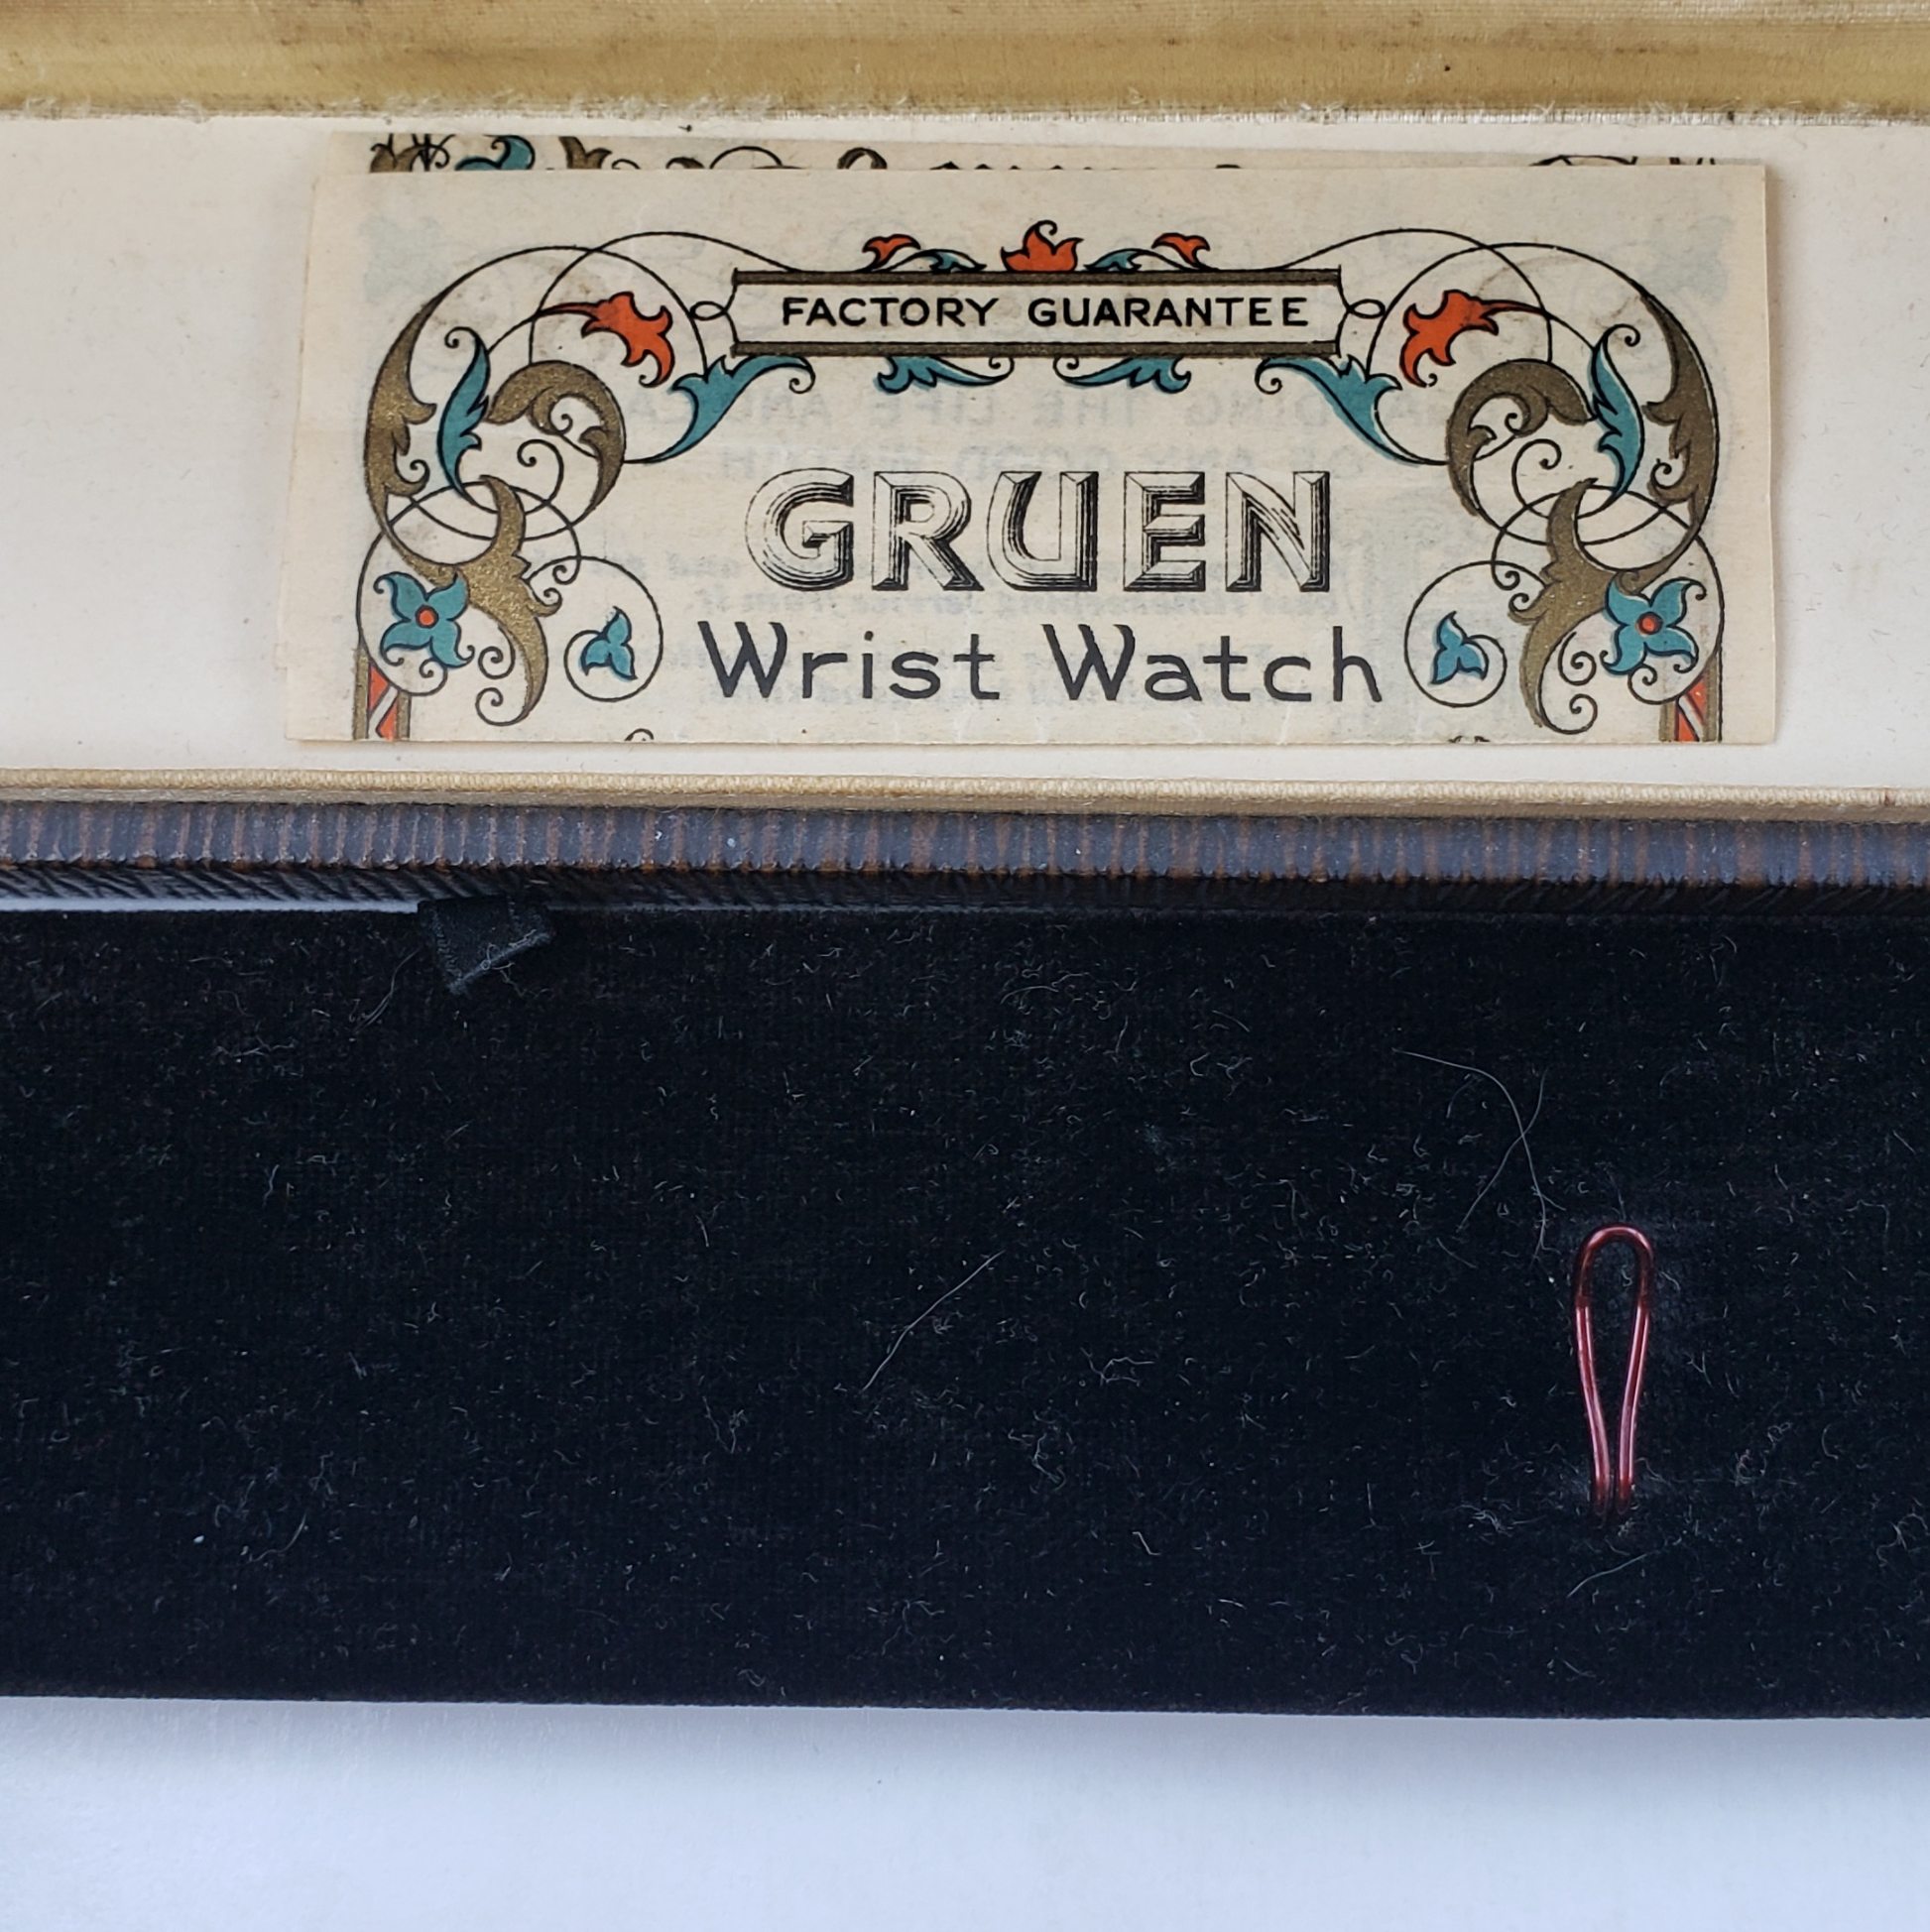 FACTORY GUARANTEE
GRUEN
Wrist Watch